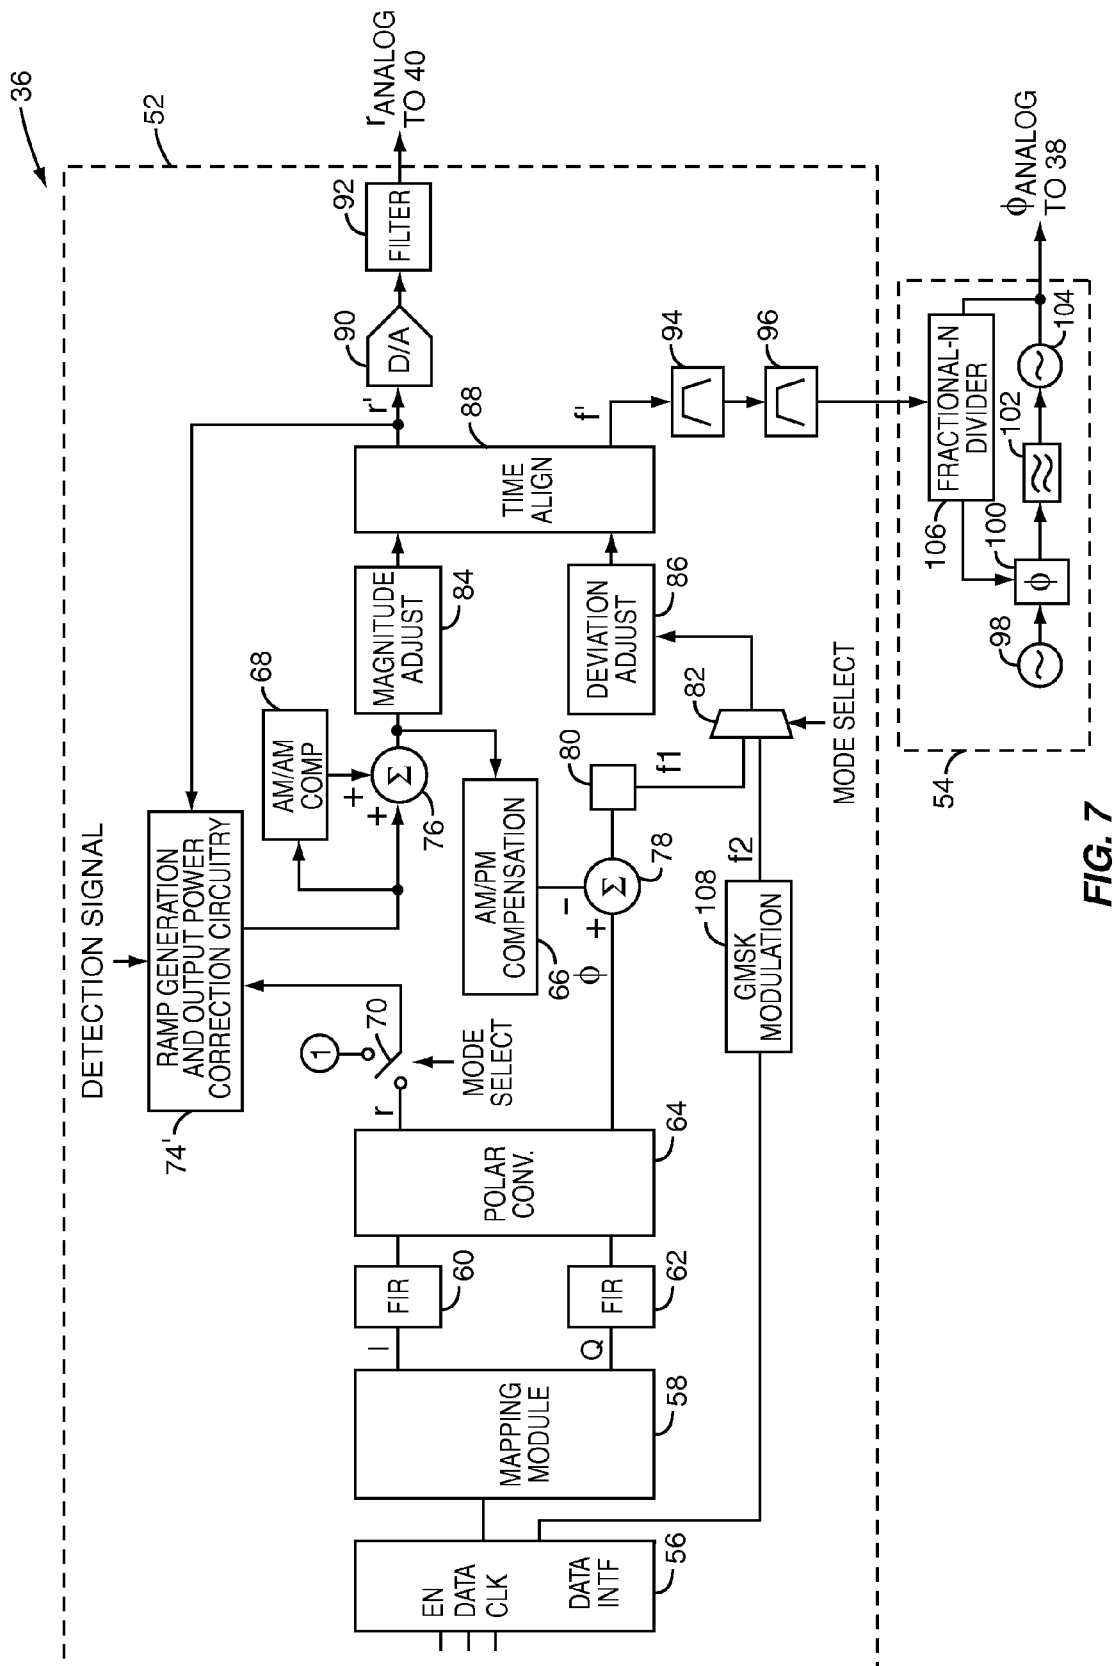 36
52
DETECTION SIGNAL
RAMP GENERATION
AND OUTPUT POWER
CORRECTION CIRCUITRY
74'
AM/AM
COMP
68
+
+
Σ
76
MAGNITUDE
ADJUST
84
TIME
ALIGN
88
r'
D/A
90
FILTER
92
rANALOG
TO 40
EN
DATA
CLK
DATA
INTF
56
MAPPING
MODULE
58
I
Q
FIR
60
FIR
62
POLAR
CONV.
64
r
1
70
MODE
SELECT
AM/PM
COMPENSATION
66
ϕ
+
–
Σ
78
80
f1
GMSK
MODULATION
108
f2
82
MODE SELECT
DEVIATION
ADJUST
86
f'
94
96
54
98
ϕ
100
102
104
FRACTIONAL-N
DIVIDER
106
ϕANALOG
TO 38
FIG. 7